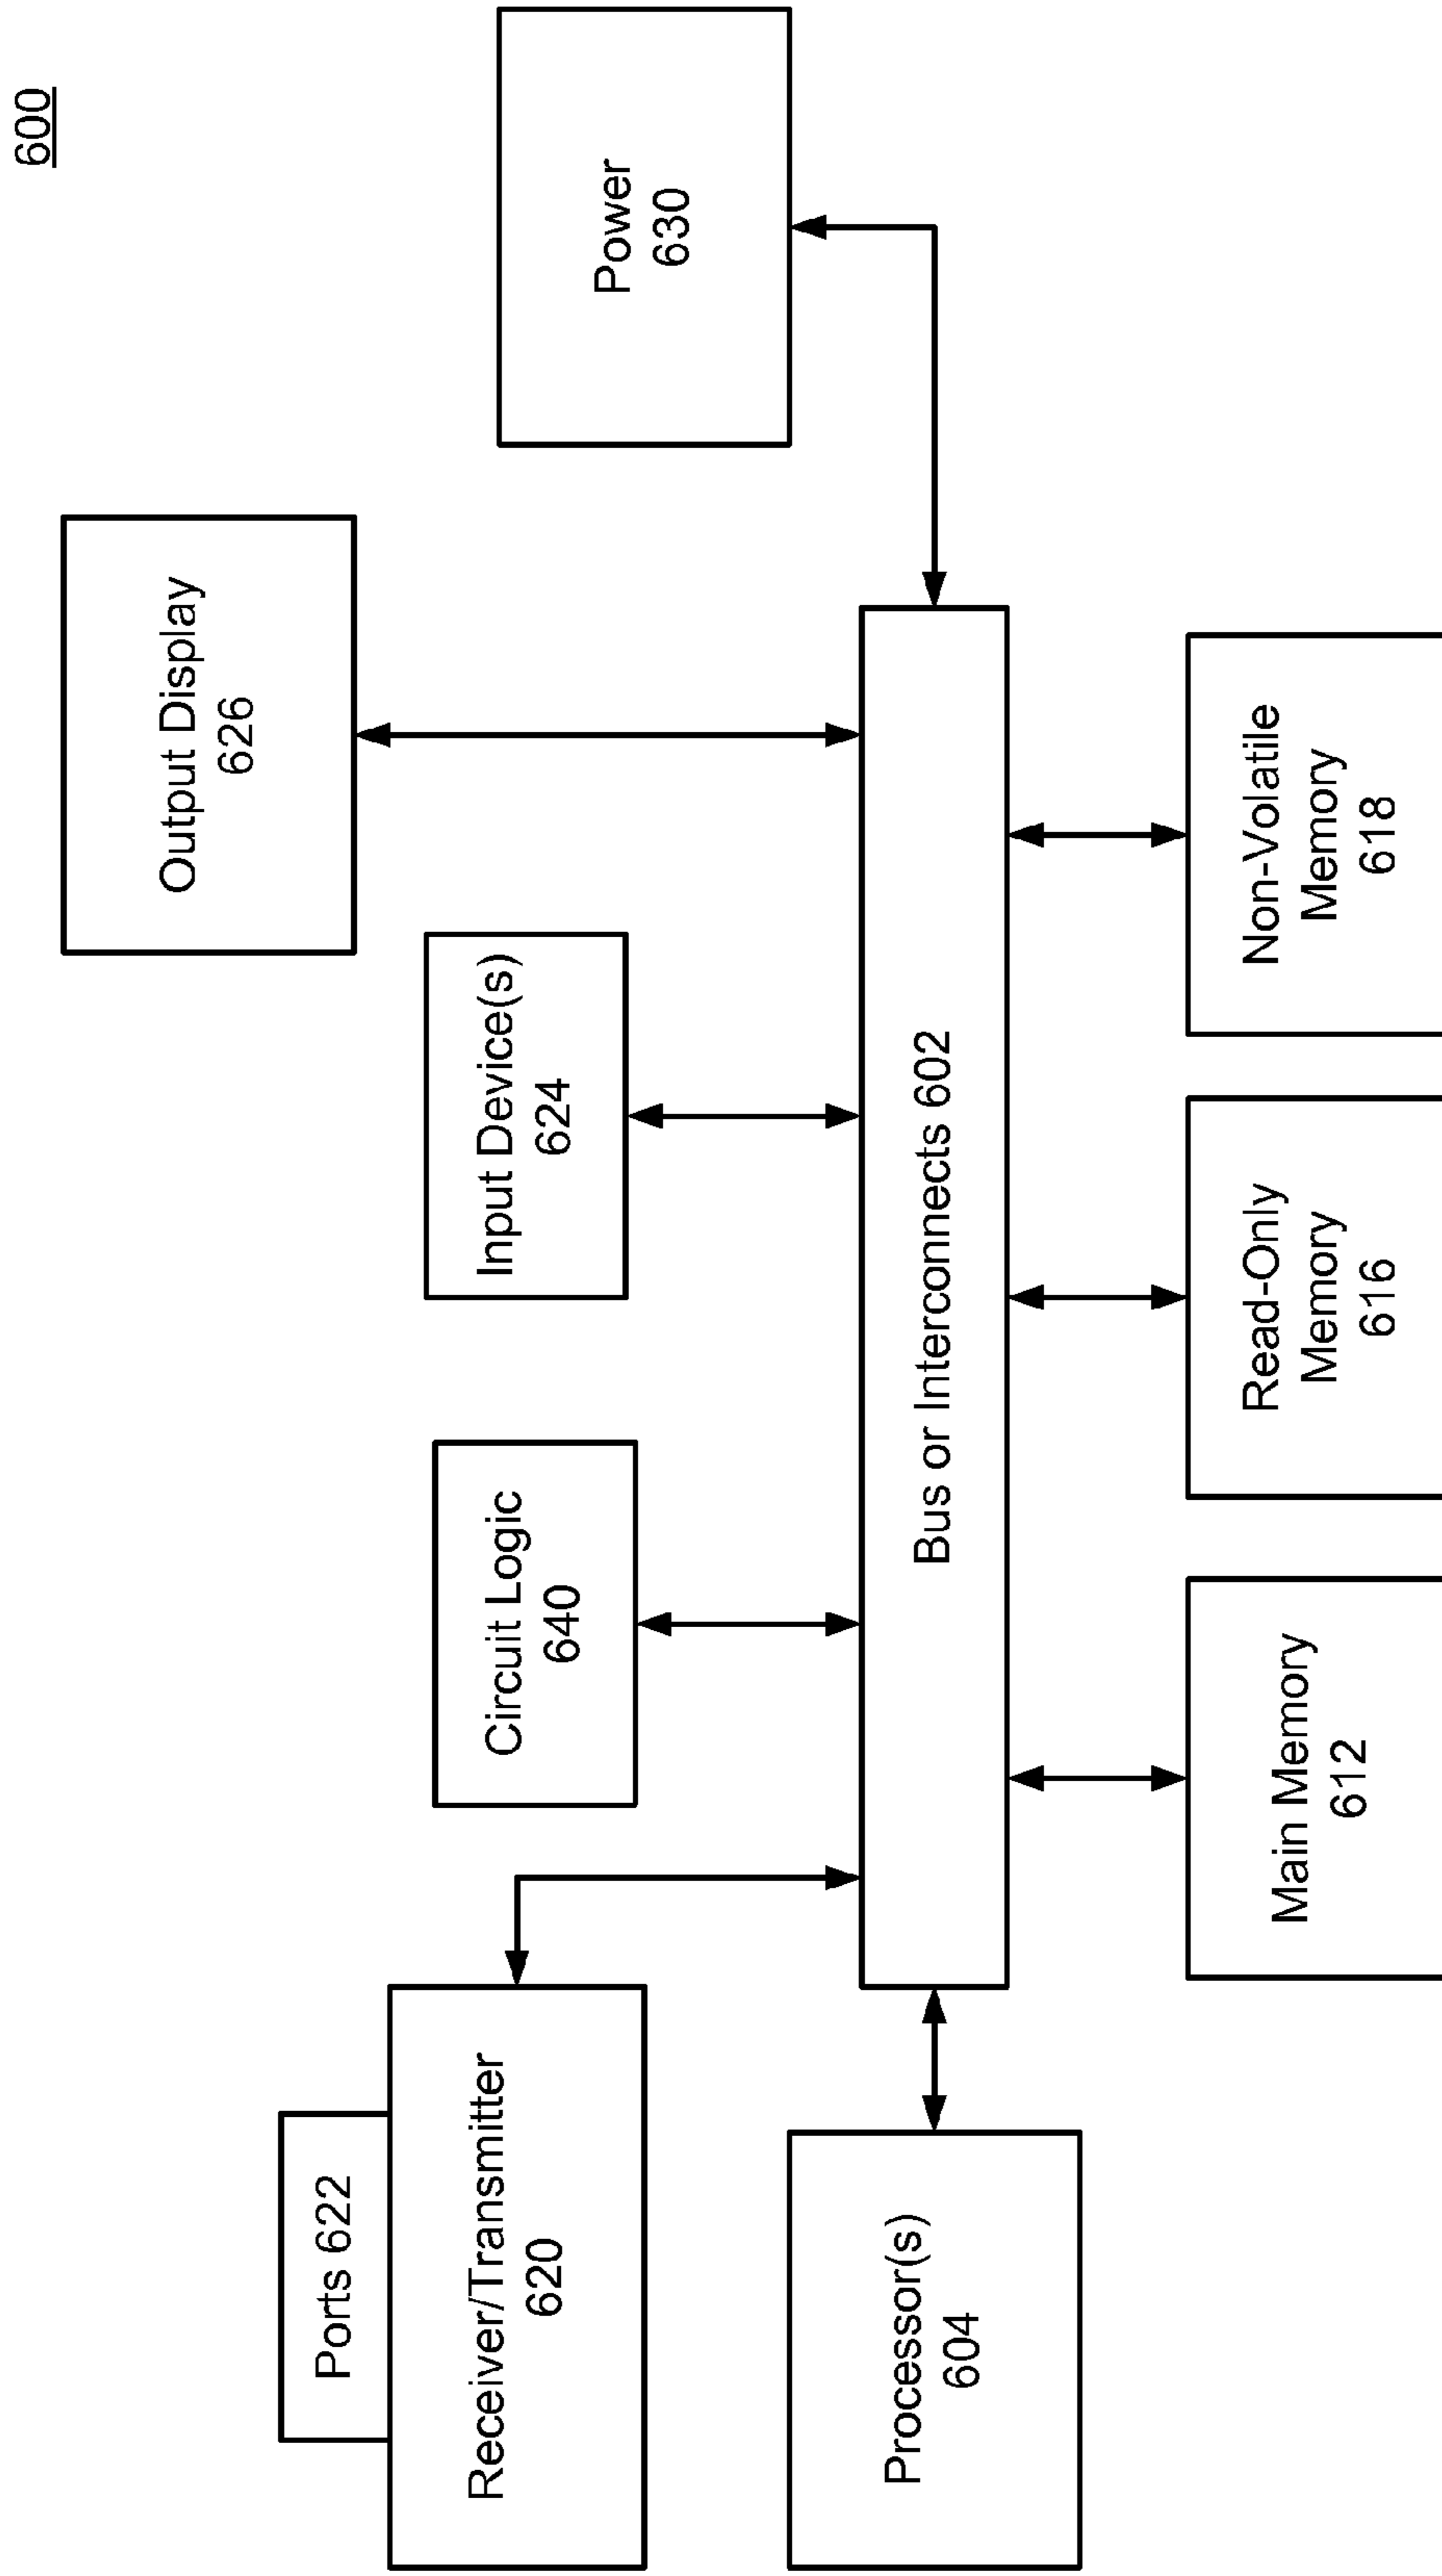 600
Ports 622
Receiver/Transmitter
620
Circuit Logic
640
Input Device(s)
624
Output Display
626
Power
630
Processor(s)
604
Bus or Interconnects 602
Main Memory
612
Read-Only
Memory
616
Non-Volatile
Memory
618